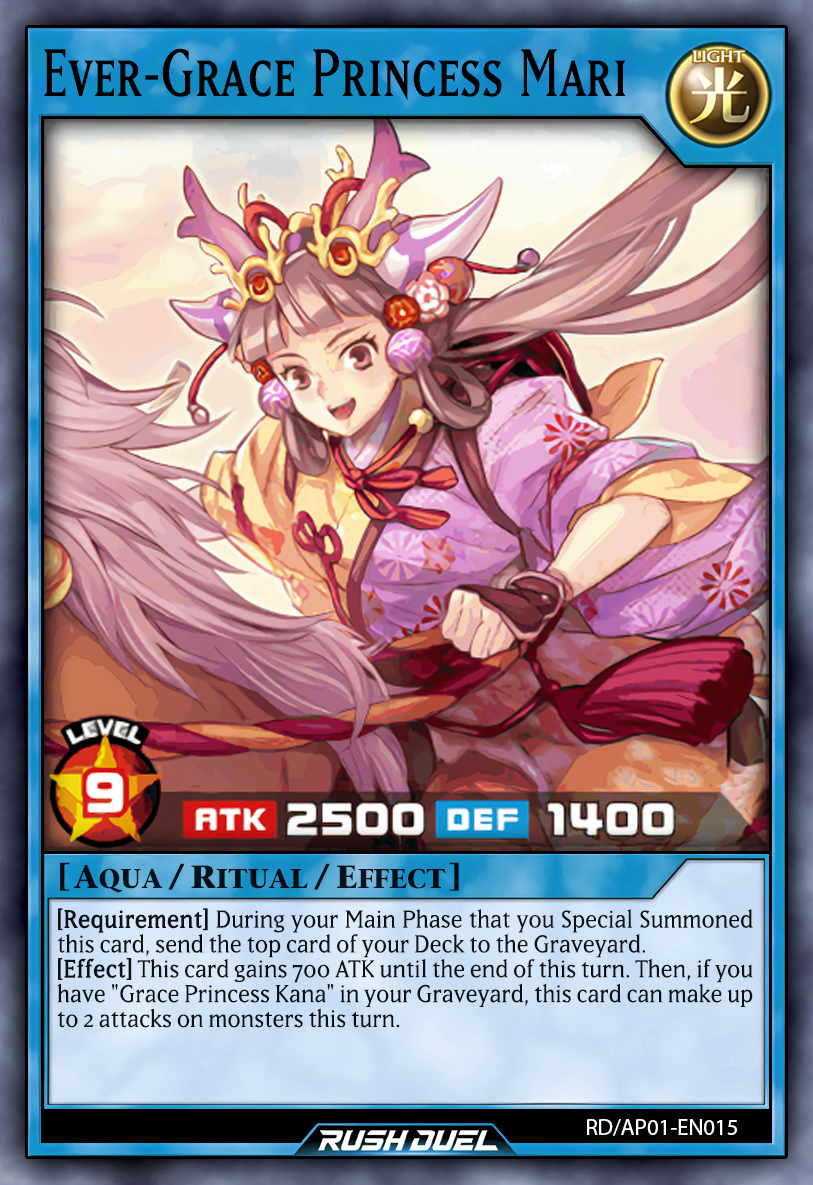 Ever-Grace Princess Mari
LIGHT
光
LEVEL
9
ATK 2500 DEF 1400
[Aqua / Ritual / Effect]
[Requirement] During your Main Phase that you Special Summoned
this card, send the top card of your Deck to the Graveyard.
[Effect] This card gains 700 ATK until the end of this turn. Then, if you
have "Grace Princess Kana" in your Graveyard, this card can make up
to 2 attacks on monsters this turn.
RD/AP01-EN015
RUSH DUEL